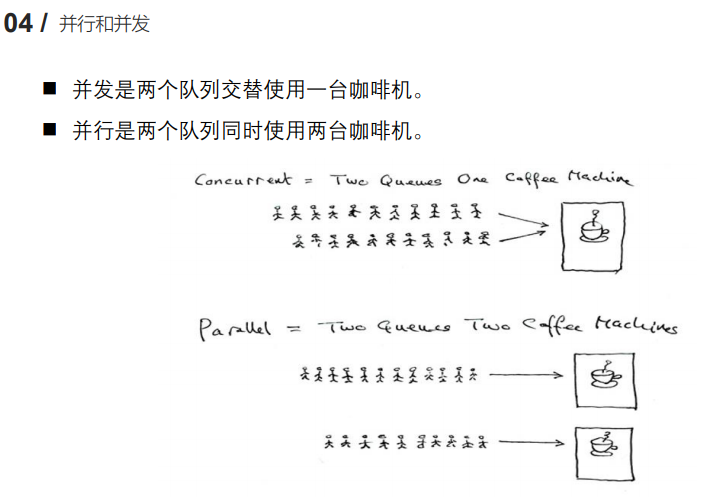 04 / 并行和并发
■ 并发是两个队列交替使用一台咖啡机。
■ 并行是两个队列同时使用两台咖啡机。
Concurrent = Two Queues One Coffee Machine
Parallel = Two Queues Two Coffee Machines